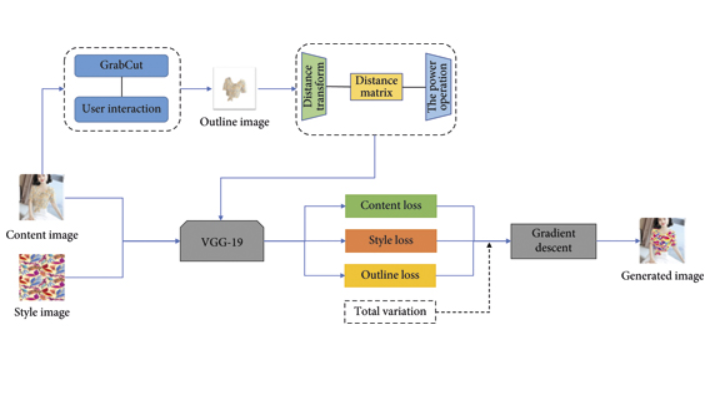 GrabCut
User interaction
Outline image
Distance
transform
Distance
matrix
The power
operation
Content image
Style image
VGG-19
Content loss
Style loss
Outline loss
Total variation
Gradient
descent
Generated image